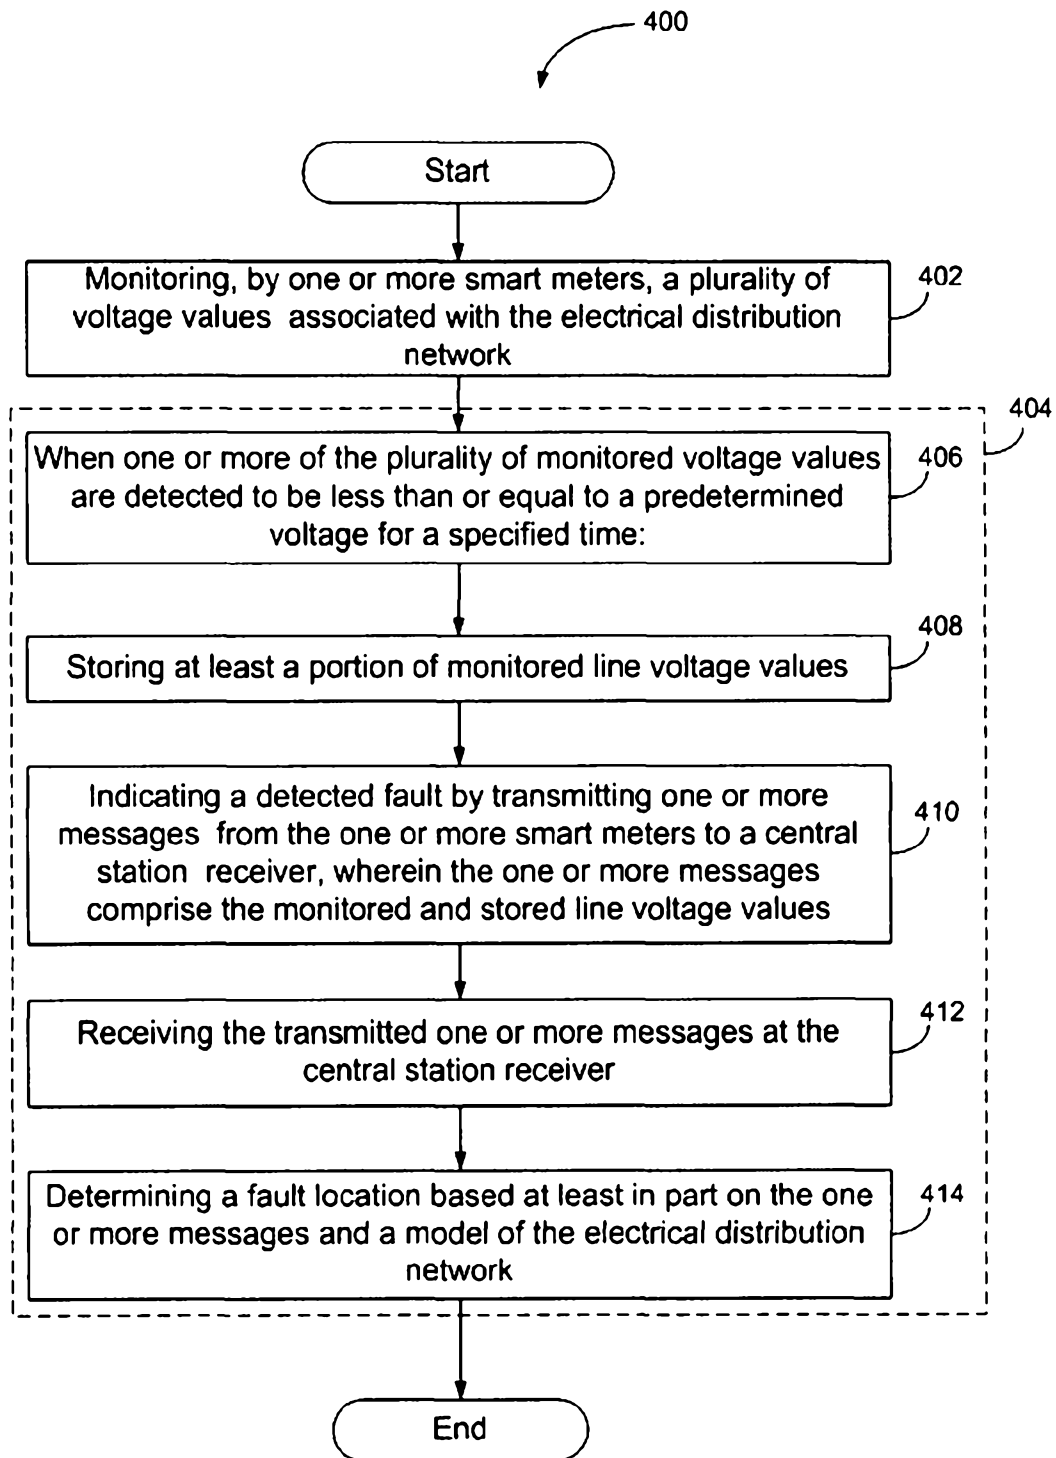 400
Start
Monitoring, by one or more smart meters, a plurality of
voltage values associated with the electrical distribution
network
402
404
When one or more of the plurality of monitored voltage values
are detected to be less than or equal to a predetermined
voltage for a specified time:
406
Storing at least a portion of monitored line voltage values
408
Indicating a detected fault by transmitting one or more
messages from the one or more smart meters to a central
station receiver, wherein the one or more messages
comprise the monitored and stored line voltage values
410
Receiving the transmitted one or more messages at the
central station receiver
412
Determining a fault location based at least in part on the one
or more messages and a model of the electrical distribution
network
414
End